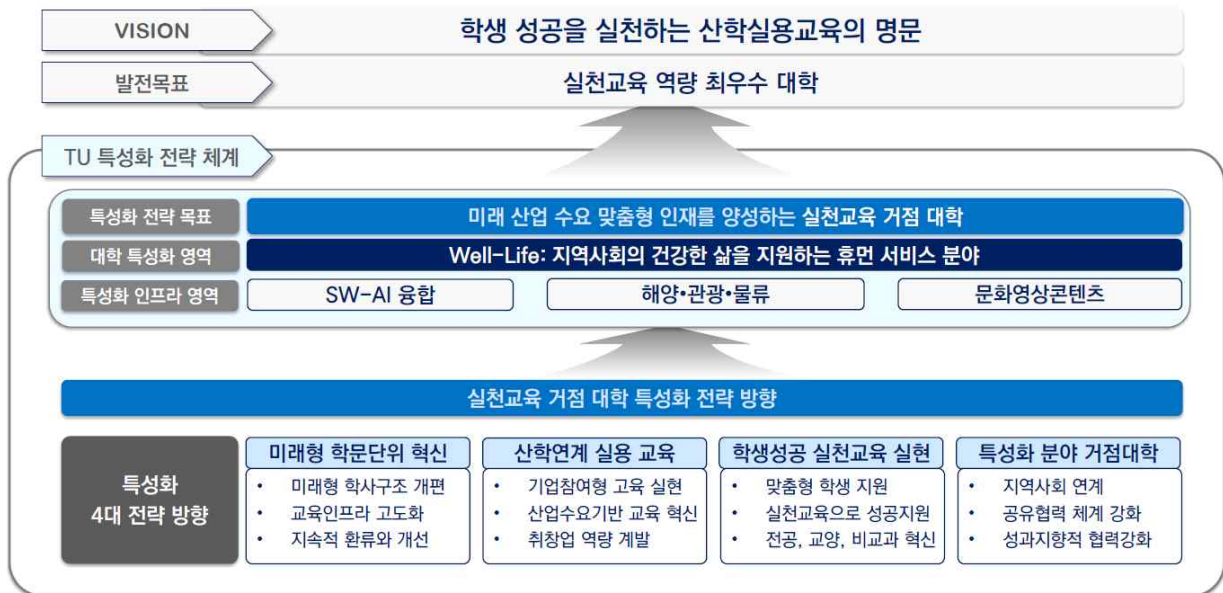 VISION
학생 성공을 실천하는 산학실용교육의 명문
발전목표
실천교육 역량 최우수 대학
TU 특성화 전략 체계
특성화 전략 목표
미래 산업 수요 맞춤형 인재를 양성하는 실천교육 거점 대학
대학 특성화 영역
Well-Life: 지역사회의 건강한 삶을 지원하는 휴먼 서비스 분야
특성화 인프라 영역
SW-AI 융합
해양•관광•물류
문화영상콘텐츠
실천교육 거점 대학 특성화 전략 방향
특성화
4대 전략 방향
미래형 학문단위 혁신
• 미래형 학사구조 개편
• 교육인프라 고도화
• 지속적 환류와 개선
산학연계 실용 교육
• 기업참여형 고육 실현
• 산업수요기반 교육 혁신
• 취창업 역량 계발
학생성공 실천교육 실현
• 맞춤형 학생 지원
• 실천교육으로 성공지원
• 전공, 교양, 비교과 혁신
특성화 분야 거점대학
• 지역사회 연계
• 공유협력 체계 강화
• 성과지향적 협력강화